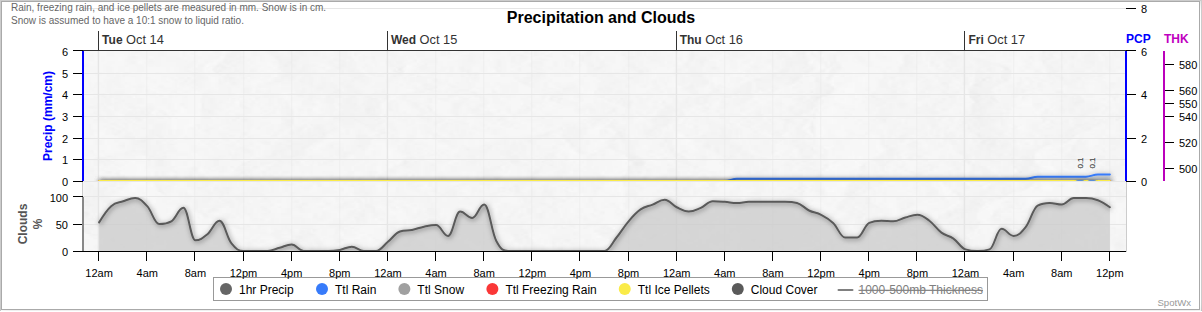 Rain, freezing rain, and ice pellets are measured in mm. Snow is in cm.
Snow is assumed to have a 10:1 snow to liquid ratio.
Precipitation and Clouds
8
Tue Oct 14
Wed Oct 15
Thu Oct 16
Fri Oct 17
PCP THK
Precip (mm/cm)
6
5
4
3
2
1
0
6
4
2
0
580
560
550
540
520
500
0.1 0.1
Clouds
%
100
50
0
12am 4am 8am 12pm 4pm 8pm 12am 4am 8am 12pm 4pm 8pm 12am 4am 8am 12pm 4pm 8pm 12am 4am 8am 12pm
1hr Precip Ttl Rain Ttl Snow Ttl Freezing Rain Ttl Ice Pellets Cloud Cover 1000-500mb Thickness
SpotWx